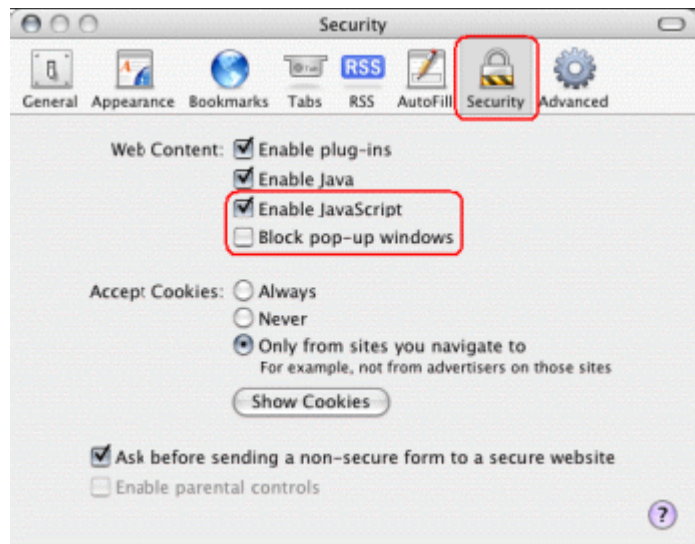 Security
RSS
General Appearance Bookmarks Tabs RSS AutoFill Security Advanced
Web Content: Enable plug-ins
Enable Java
Enable JavaScript
Block pop-up windows
Accept Cookies: Always
Never
Only from sites you navigate to
For example, not from advertisers on those sites
Show Cookies
Ask before sending a non-secure form to a secure website
Enable parental controls
?